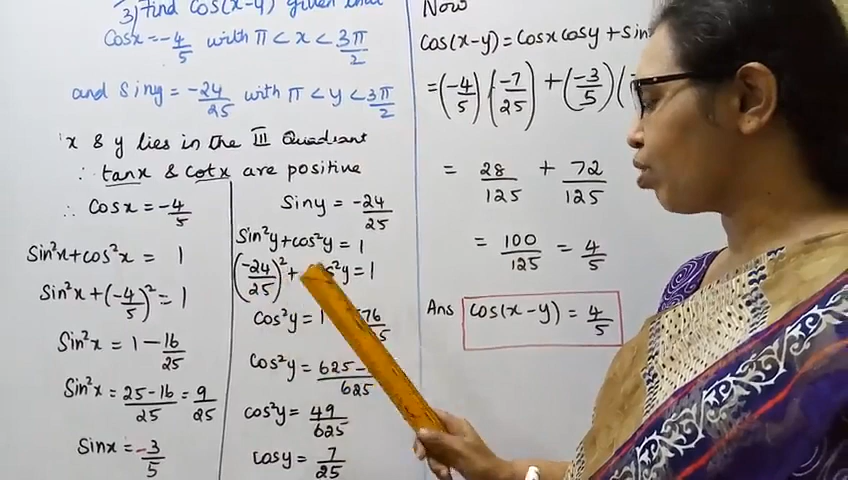 3) Find cos(x-y) given that
cosx = -4/5 with π < x < 3π/2
and siny = -24/25 with π < y < 3π/2
x & y lies in the III Quadrant
∴ tanx & cotx are positive
∴ cosx = -4/5
sin²x + cos²x = 1
sin²x + (-4/5)² = 1
sin²x = 1 - 16/25
sin²x = 25-16/25 = 9/25
sinx = -3/5
siny = -24/25
sin²y + cos²y = 1
(-24/25)² + cos²y = 1
cos²y = 1
cos²y = 625-/625
cos²y = 49/625
cosy = 7/25
Now
cos(x-y) = cosx cosy + sin
= (-4/5)(-7/25) + (-3/5)(
= 28/125 + 72/125
= 100/125 = 4/5
Ans cos(x-y) = 4/5